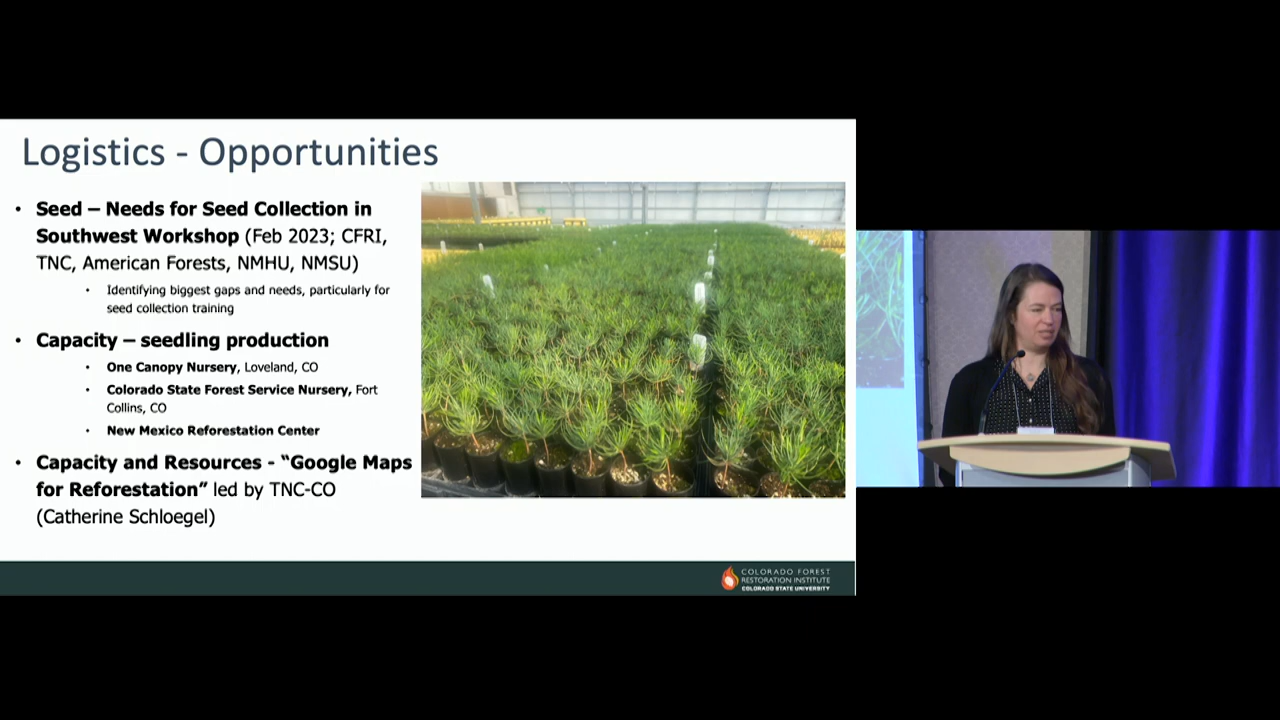 Logistics - Opportunities
• Seed – Needs for Seed Collection in
Southwest Workshop (Feb 2023; CFRI,
TNC, American Forests, NMHU, NMSU)
• Identifying biggest gaps and needs, particularly for
seed collection training
• Capacity – seedling production
• One Canopy Nursery, Loveland, CO
• Colorado State Forest Service Nursery, Fort
Collins, CO
• New Mexico Reforestation Center
• Capacity and Resources - “Google Maps
for Reforestation” led by TNC-CO
(Catherine Schloegel)
COLORADO FOREST
RESTORATION INSTITUTE
COLORADO STATE UNIVERSITY